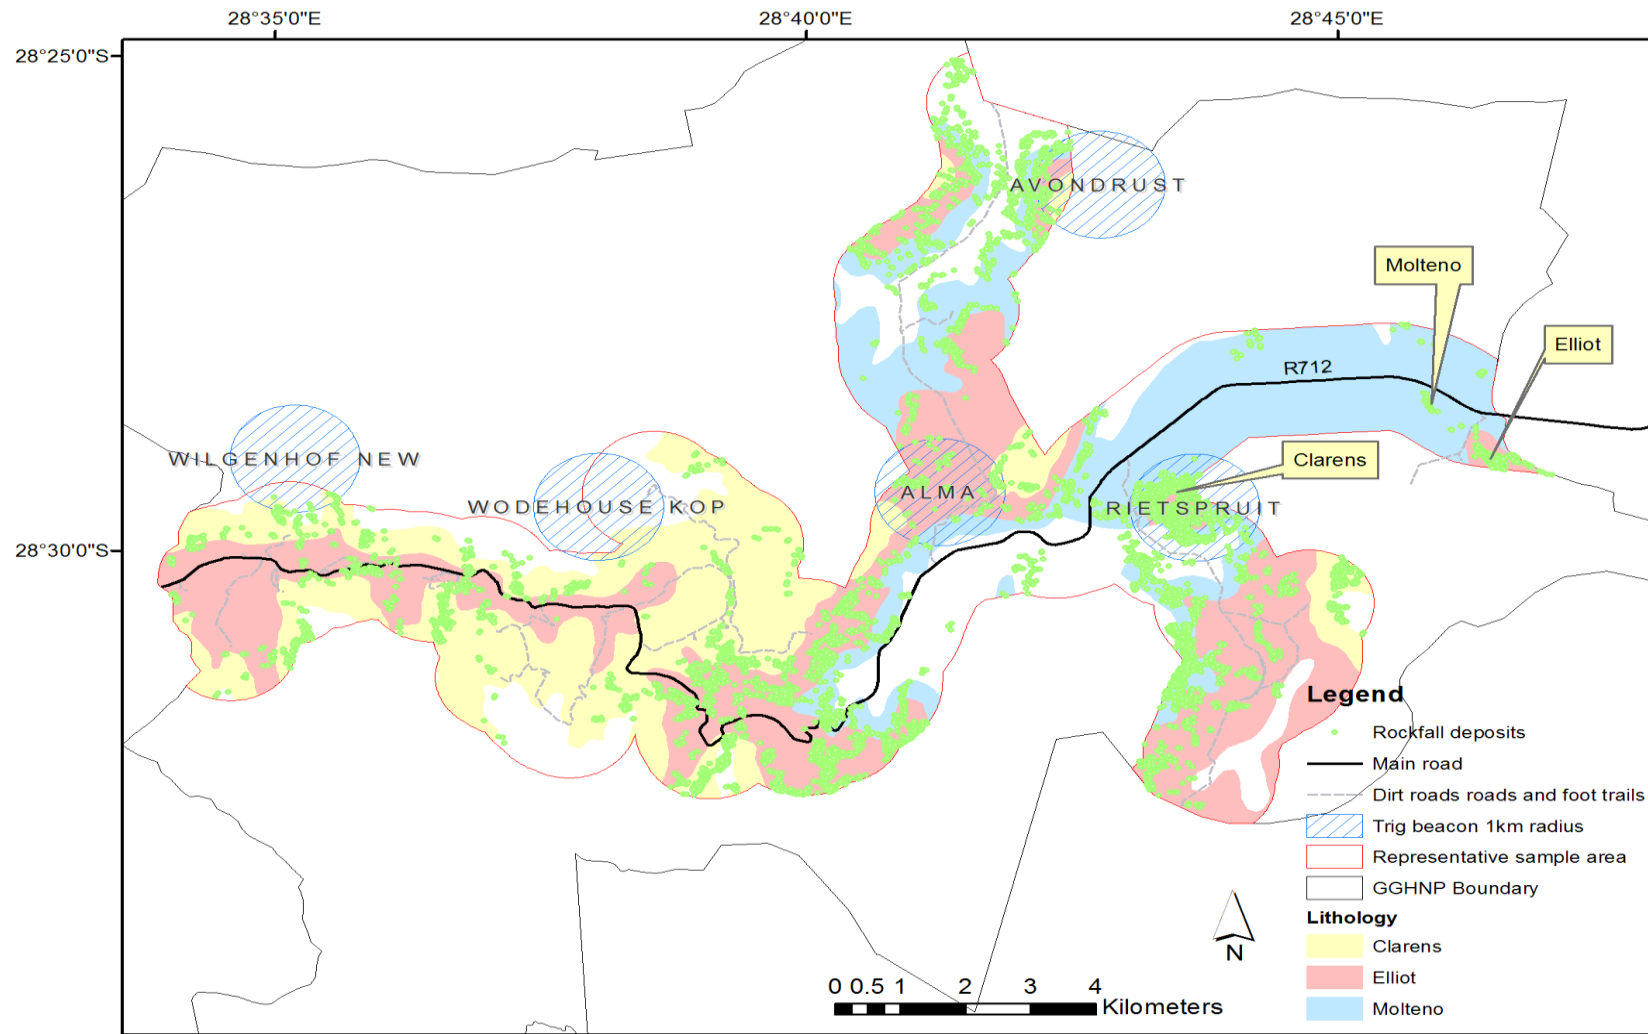 28°35'0"E
28°40'0"E
28°45'0"E
28°25'0"S
AVONDRUST
Molteno
Elliot
R712
WILGENHOF NEW
Clarens
WODEHOUSE KOP
ALMA
RIETSPRUIT
28°30'0"S
Legend
Rockfall deposits
Main road
Dirt roads roads and foot trails
Trig beacon 1km radius
Representative sample area
GGHNP Boundary
Lithology
Clarens
Elliot
Molteno
N
0 0.5 1 2 3 4
Kilometers